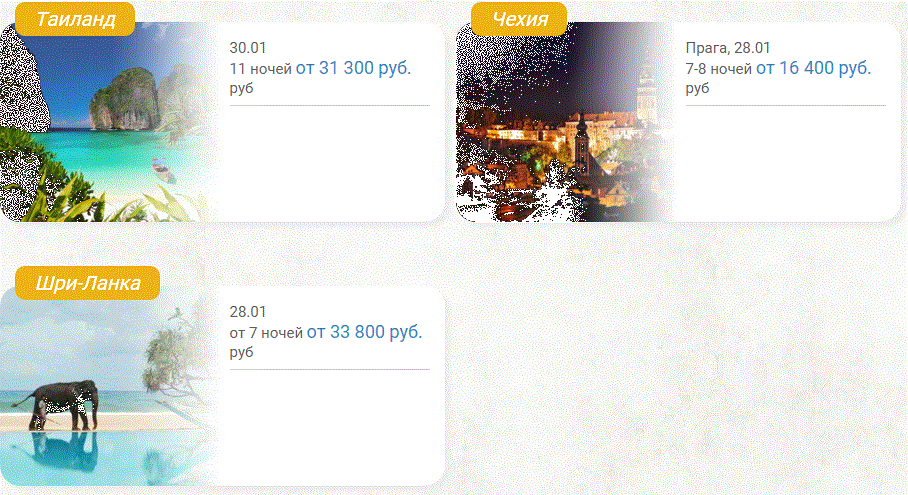 Таиланд
30.01
11 ночей от 31 300 руб.
руб
Чехия
Прага, 28.01
7-8 ночей от 16 400 руб.
руб
Шри-Ланка
28.01
от 7 ночей от 33 800 руб.
руб